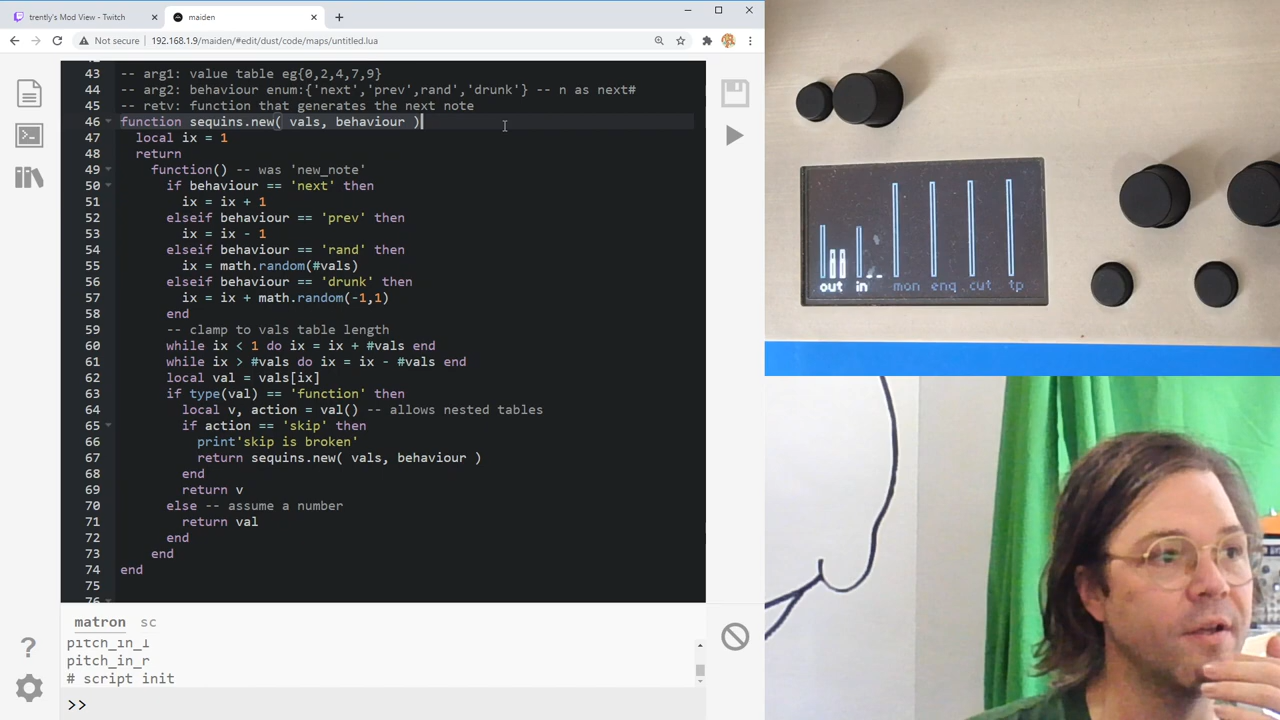 trently's Mod View - Twitch
maiden
Not secure
192.168.1.9/maiden/#edit/dust/code/maps/untitled.lua
43 -- arg1: value table eg{0,2,4,7,9}
44 -- arg2: behaviour enum:{'next','prev',rand','drunk'} -- n as next#
45 -- retv: function that generates the next note
46 function sequins.new( vals, behaviour )
47 local ix = 1
48 return
49 function() -- was 'new_note'
50 if behaviour == 'next' then
51 ix = ix + 1
52 elseif behaviour == 'prev' then
53 ix = ix - 1
54 elseif behaviour == 'rand' then
55 ix = math.random(#vals)
56 elseif behaviour == 'drunk' then
57 ix = ix + math.random(-1,1)
58 end
59 -- clamp to vals table length
60 while ix < 1 do ix = ix + #vals end
61 while ix > #vals do ix = ix - #vals end
62 local val = vals[ix]
63 if type(val) == 'function' then
64 local v, action = val() -- allows nested tables
65 if action == 'skip' then
66 print'skip is broken'
67 return sequins.new( vals, behaviour )
68 end
69 return v
70 else -- assume a number
71 return val
72 end
73 end
74 end
75
matron sc
pitch_in_l
pitch_in_r
# script init
>>
out in mon enq cut tp